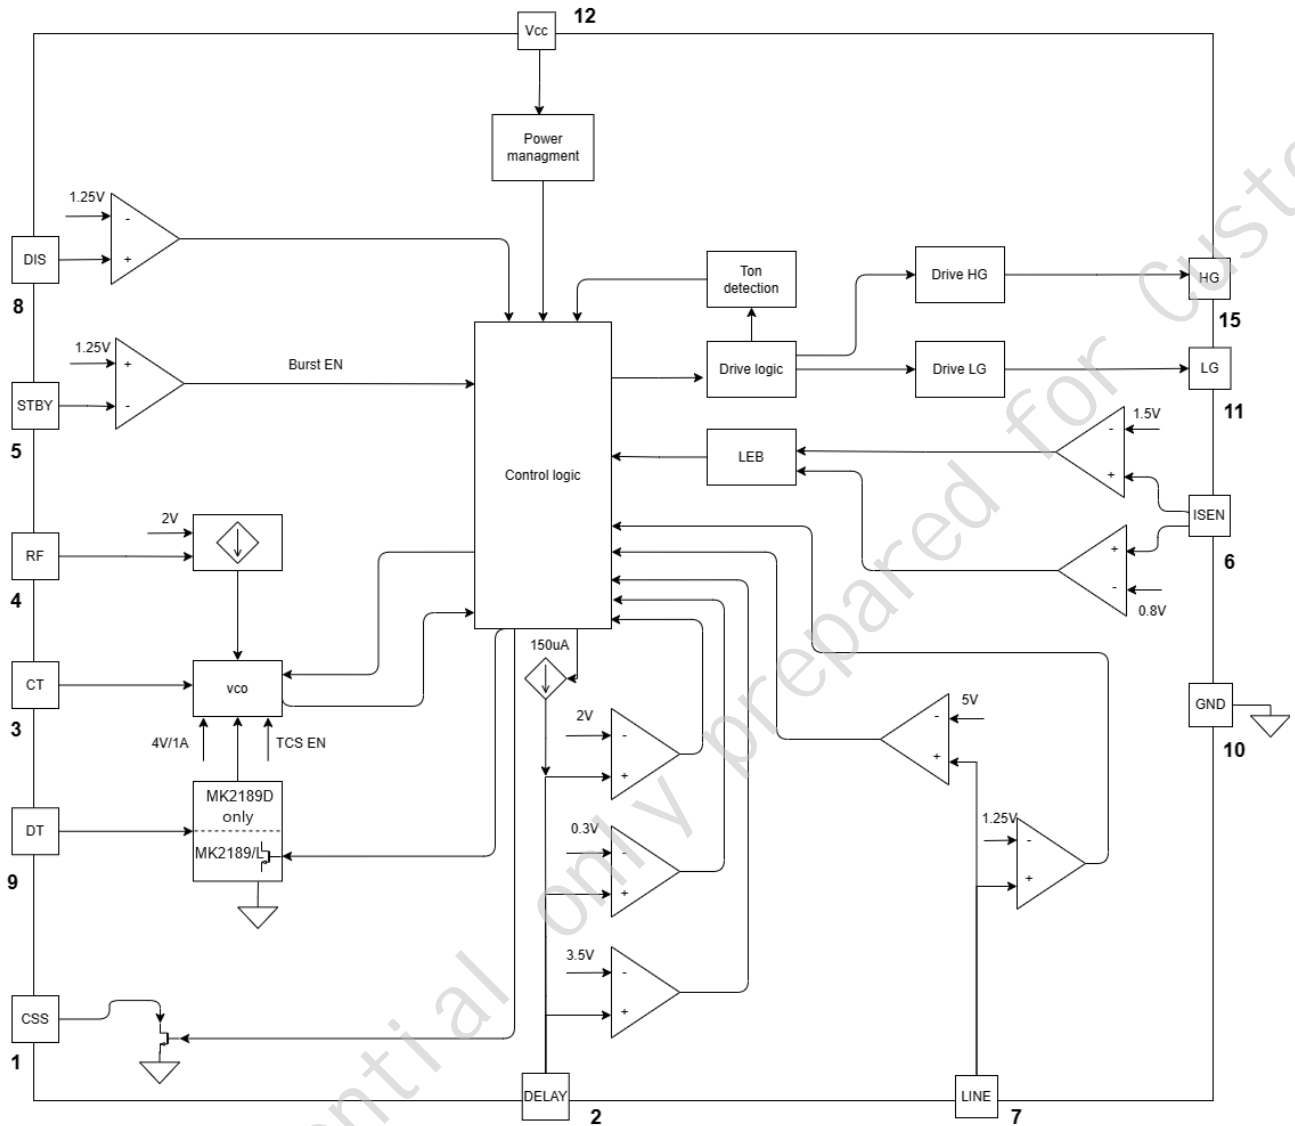 12
Vcc
Power
managment
1.25V
-
+
DIS
8
Ton
detection
Drive HG
HG
15
1.25V
+
-
Burst EN
STBY
5
Drive logic
Drive LG
LG
11
1.5V
-
+
LEB
Control logic
ISEN
6
2V
RF
4
+
-
0.8V
150uA
CT
3
vco
4V/1A
TCS EN
GND
10
5V
-
+
2V
-
+
MK2189D
only
MK2189/L
DT
9
0.3V
-
+
1.25V
-
+
3.5V
-
+
CSS
1
DELAY
2
LINE
7
ential only prepared for Custo